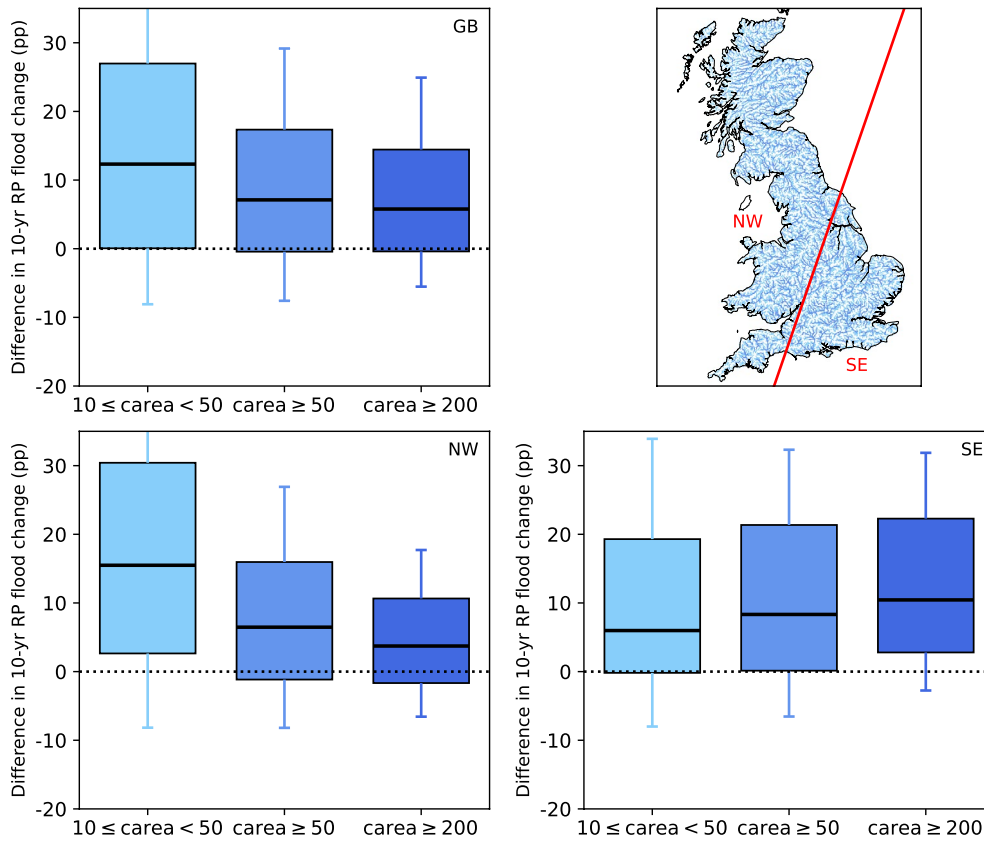 Difference in 10-yr RP flood change (pp)
30
20
10
0
-10
-20
GB
10 ≤ carea < 50
carea ≥ 50
carea ≥ 200
NW
SE
Difference in 10-yr RP flood change (pp)
30
20
10
0
-10
-20
NW
10 ≤ carea < 50
carea ≥ 50
carea ≥ 200
Difference in 10-yr RP flood change (pp)
30
20
10
0
-10
-20
SE
10 ≤ carea < 50
carea ≥ 50
carea ≥ 200